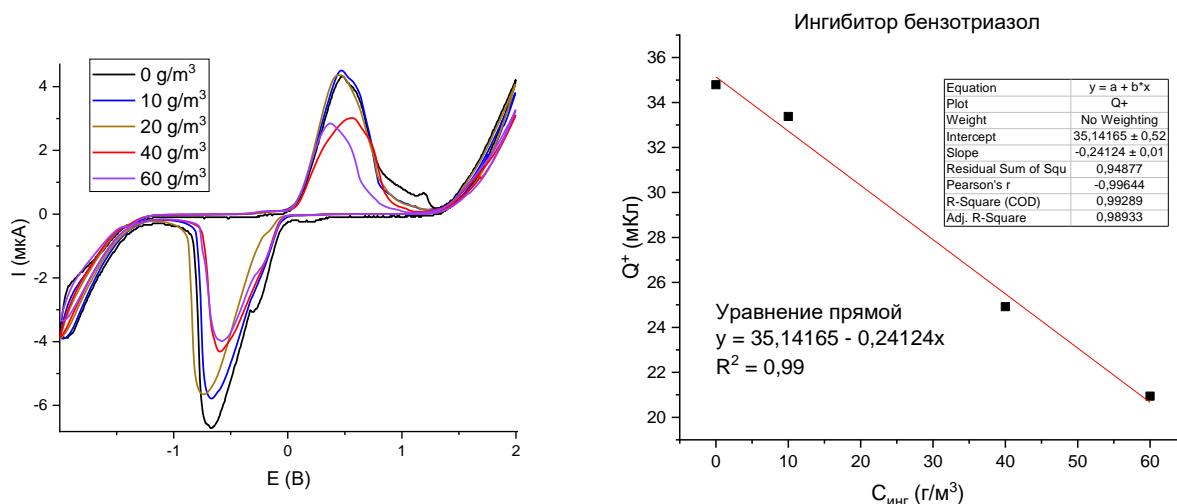 0 g/m³
10 g/m³
20 g/m³
40 g/m³
60 g/m³
4
2
0
-2
-4
-6
I (мкА)
-1
0
1
2
E (В)
Ингибитор бензотриазол
36
34
32
30
28
26
24
22
20
Q⁺ (мКл)
Equation y = a + b*x
Plot Q+
Weight No Weighting
Intercept 35,14165 ± 0,52
Slope -0,24124 ± 0,01
Residual Sum of Squ 0,94877
Pearson's r -0,99644
R-Square (COD) 0,99289
Adj. R-Square 0,98933
Уравнение прямой
y = 35,14165 - 0,24124x
R² = 0,99
0
10
20
30
40
50
60
Cинг (г/м³)